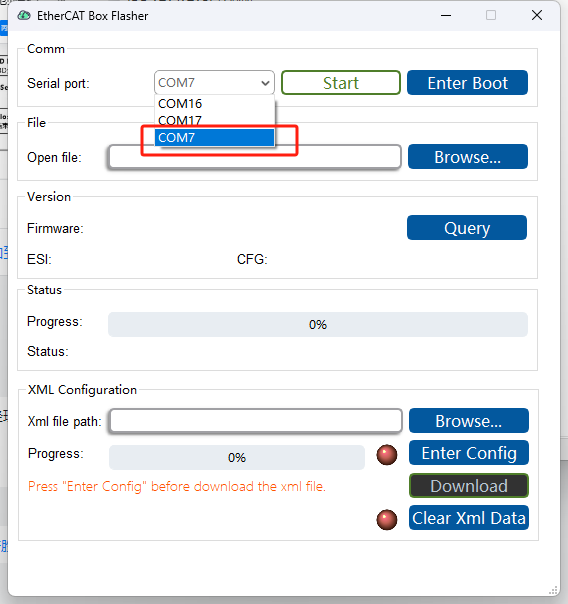 EtherCAT Box Flasher
Comm
Serial port: COM7 Start Enter Boot
COM16
COM17
COM7
File
Open file: Browse...
Version
Firmware: Query
ESI: CFG:
Status
Progress: 0%
Status:
XML Configuration
Xml file path: Browse...
Progress: 0% Enter Config
Press "Enter Config" before download the xml file. Download
Clear Xml Data